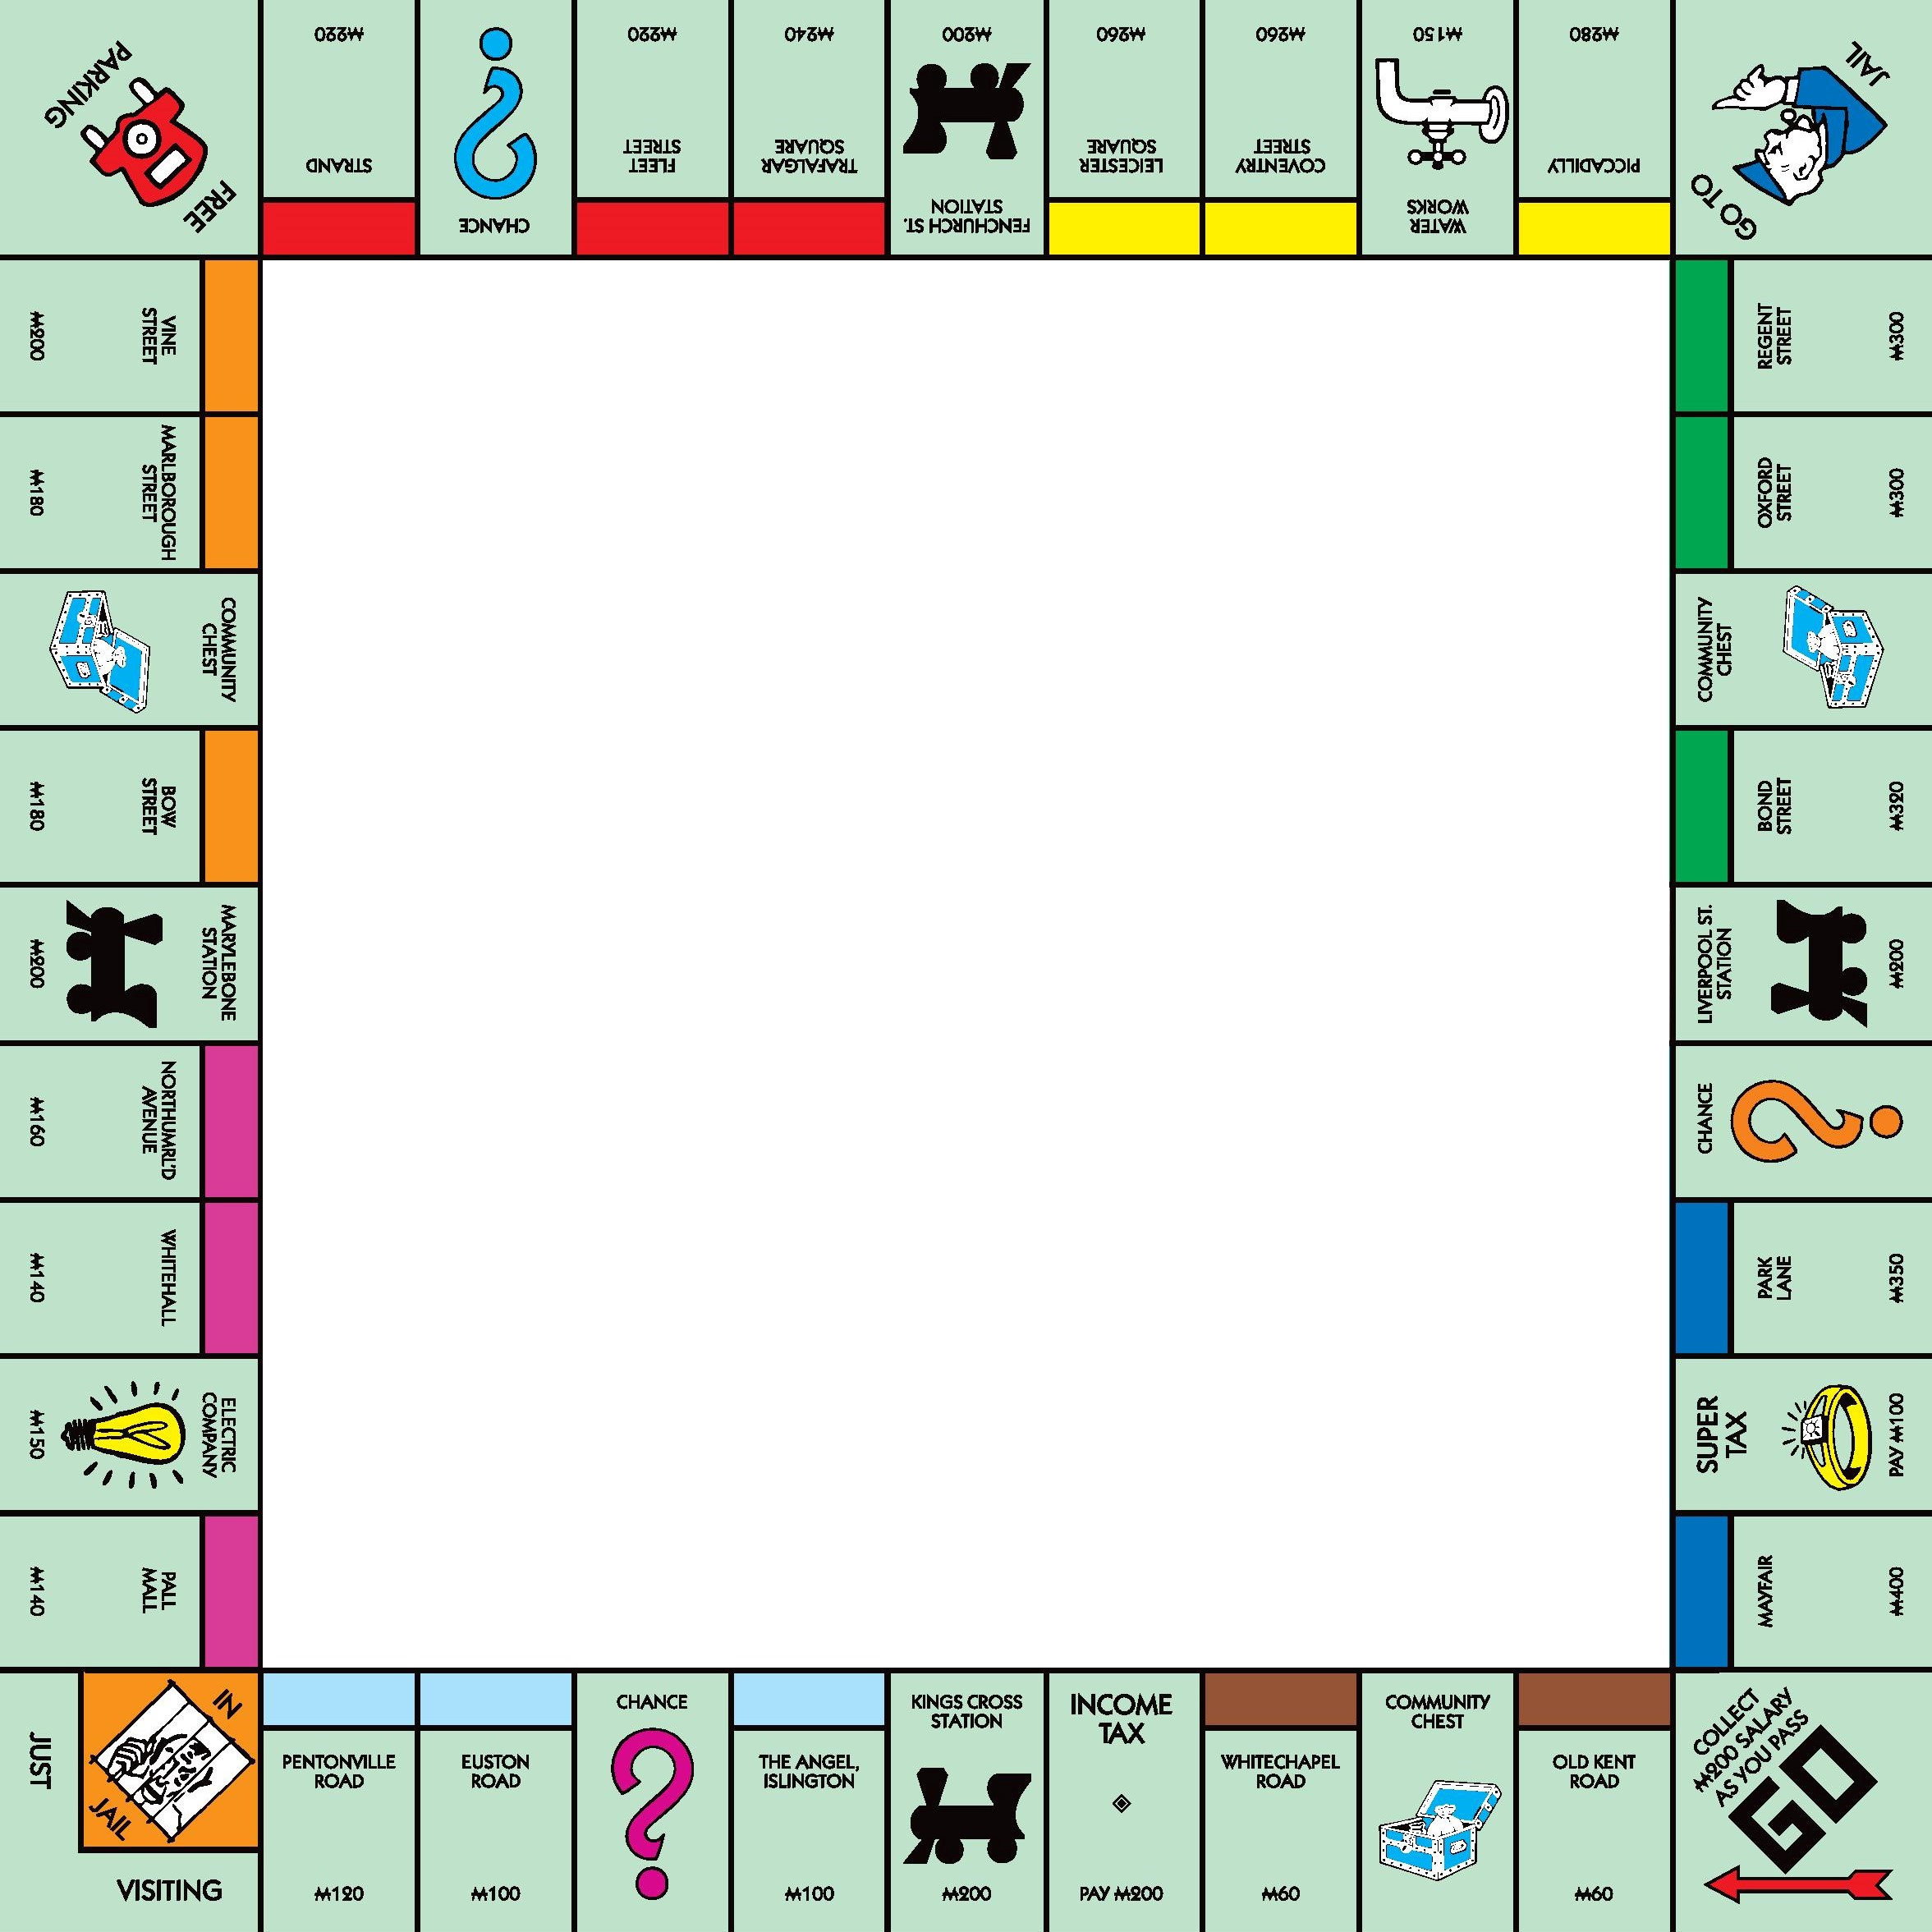 COLLECT
₩200 SALARY
AS YOU PASS
GO
OLD KENT
ROAD
₩60
COMMUNITY
CHEST
WHITECHAPEL
ROAD
₩60
INCOME
TAX
PAY ₩200
KINGS CROSS
STATION
₩200
THE ANGEL,
ISLINGTON
₩100
CHANCE
?
EUSTON
ROAD
₩100
PENTONVILLE
ROAD
₩120
IN
JAIL
JUST
VISITING
PALL
MALL
₩140
ELECTRIC
COMPANY
₩150
WHITEHALL
₩140
NORTHUMRL'D
AVENUE
₩160
MARYLEBONE
STATION
₩200
BOW
STREET
₩180
COMMUNITY
CHEST
MARLBOROUGH
STREET
₩180
VINE
STREET
₩200
FREE
PARKING
STRAND
₩220
CHANCE
?
FLEET
STREET
₩220
TRAFALGAR
SQUARE
₩240
FENCHURCH ST.
STATION
₩200
LEICESTER
SQUARE
₩260
COVENTRY
STREET
₩260
WATER
WORKS
₩150
PICCADILLY
₩280
GO TO
JAIL
REGENT
STREET
₩300
OXFORD
STREET
₩300
COMMUNITY
CHEST
BOND
STREET
₩320
LIVERPOOL ST.
STATION
₩200
CHANCE
?
PARK
LANE
₩350
SUPER
TAX
PAY ₩100
MAYFAIR
₩400